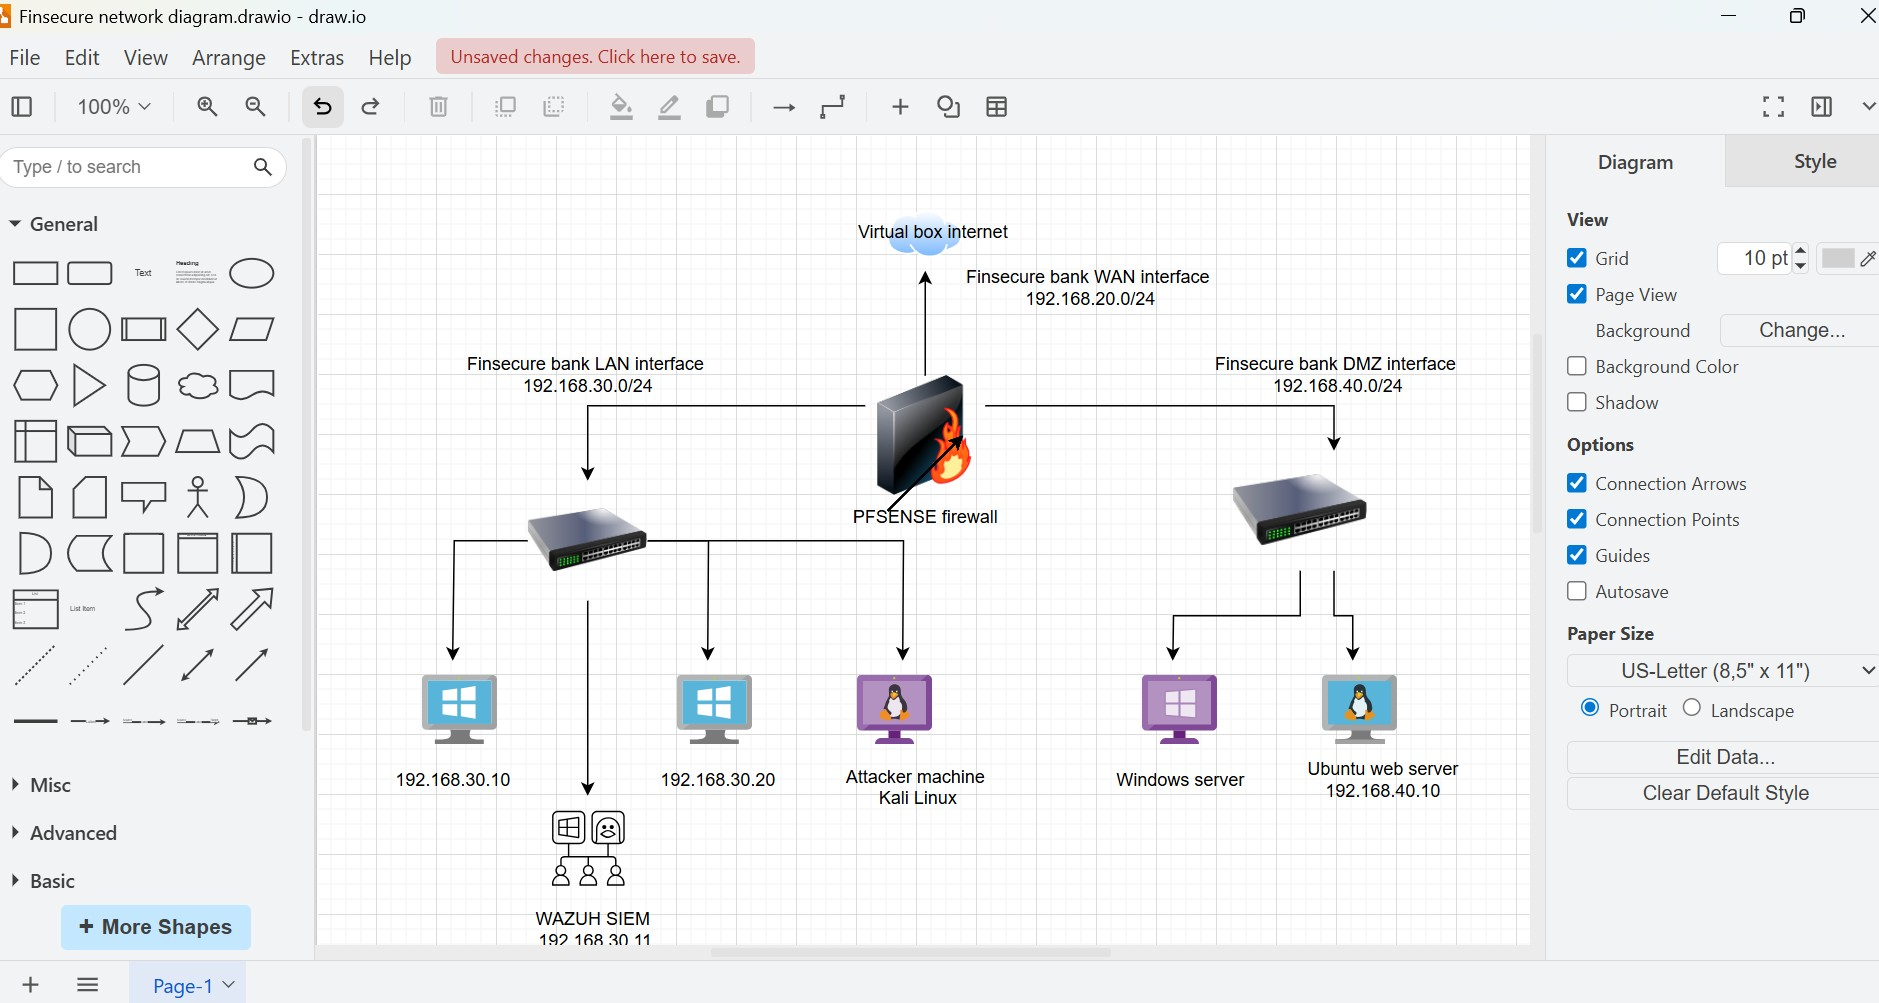 Finsecure network diagram.drawio - draw.io
File Edit View Arrange Extras Help Unsaved changes. Click here to save.
100%
Type / to search
General
Text
Heading
List
List Item
Misc
Advanced
Basic
+ More Shapes
Virtual box internet
Finsecure bank WAN interface
192.168.20.0/24
Finsecure bank LAN interface
192.168.30.0/24
Finsecure bank DMZ interface
192.168.40.0/24
PFSENSE firewall
192.168.30.10
192.168.30.20
Attacker machine
Kali Linux
Windows server
Ubuntu web server
192.168.40.10
WAZUH SIEM
192.168.30.11
Diagram Style
View
Grid 10 pt
Page View
Background Change...
Background Color
Shadow
Options
Connection Arrows
Connection Points
Guides
Autosave
Paper Size
US-Letter (8,5" x 11")
Portrait Landscape
Edit Data...
Clear Default Style
Page-1